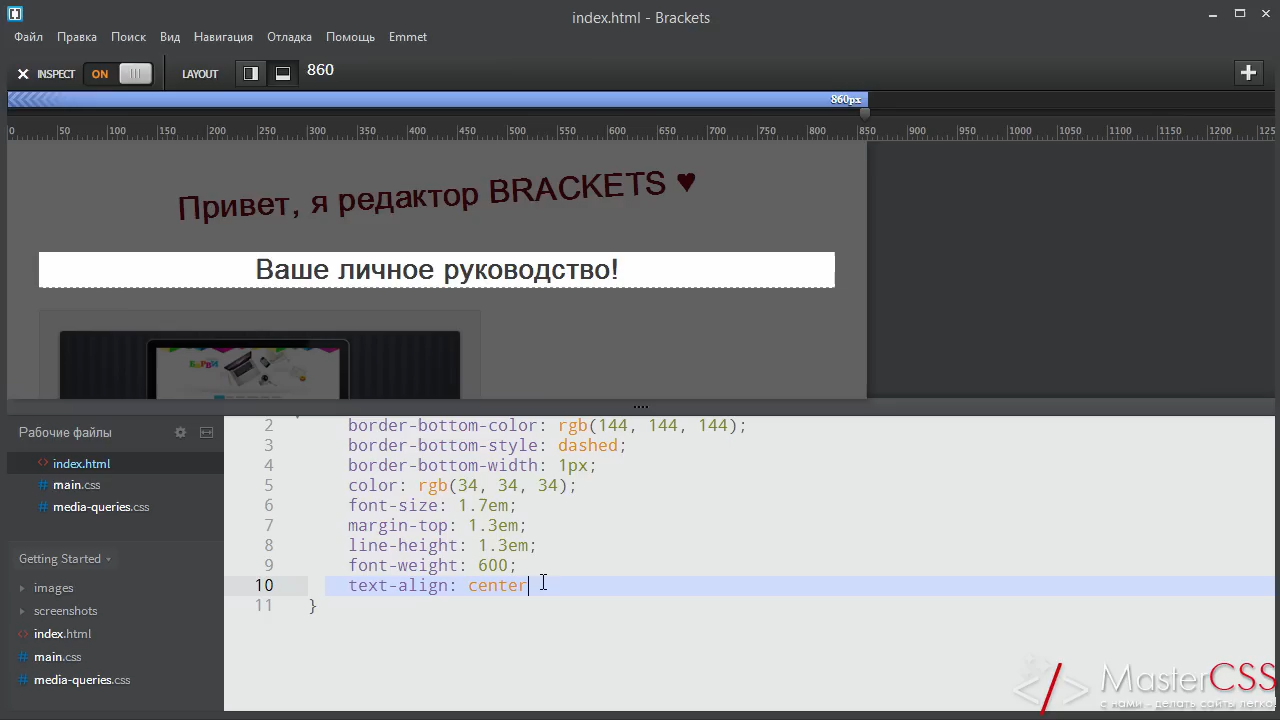 index.html - Brackets
Файл Правка Поиск Вид Навигация Отладка Помощь Emmet
INSPECT ON LAYOUT 860
860px
0 50 100 150 200 250 300 350 400 450 500 550 600 650 700 750 800 850 900 950 1000 1050 1100 1150 1200 125
Привет, я редактор BRACKETS ♥
Ваше личное руководство!
БЭРВИ
Рабочие файлы
index.html
main.css
media-queries.css
Getting Started
images
screenshots
index.html
main.css
media-queries.css
2 border-bottom-color: rgb(144, 144, 144);
3 border-bottom-style: dashed;
4 border-bottom-width: 1px;
5 color: rgb(34, 34, 34);
6 font-size: 1.7em;
7 margin-top: 1.3em;
8 line-height: 1.3em;
9 font-weight: 600;
10 text-align: center
11 }
MasterCSS
с нами - делать сайты легко!